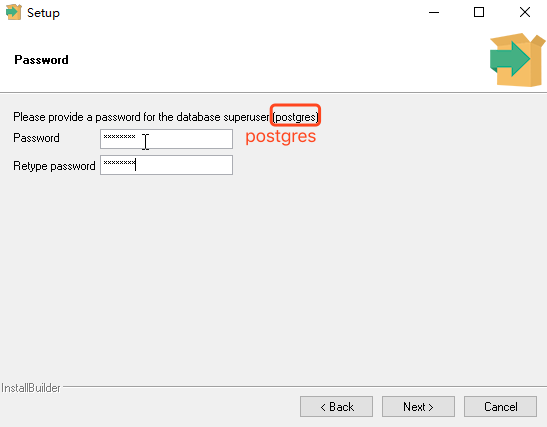 Setup
Password
Please provide a password for the database superuser (postgres)
Password ********
postgres
Retype password ********
InstallBuilder
< Back
Next >
Cancel